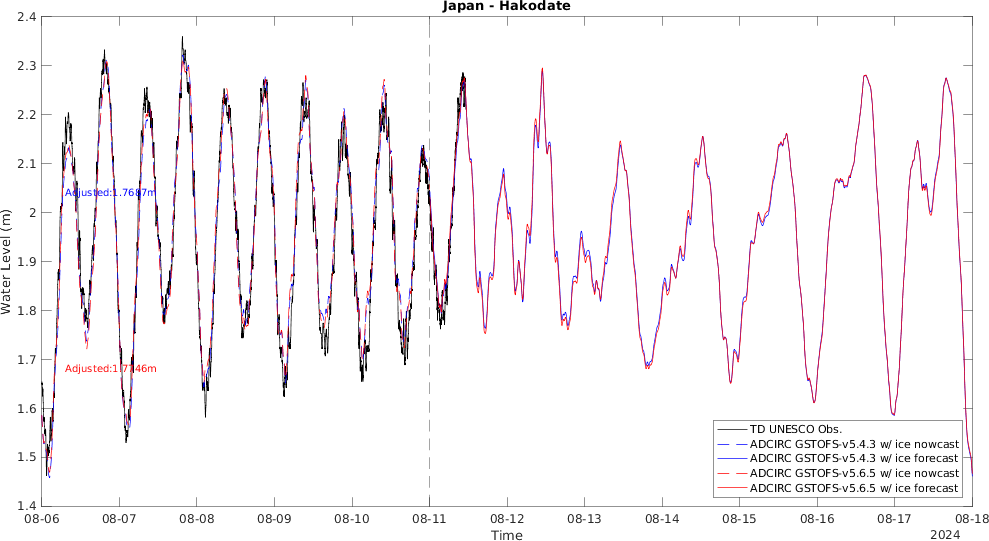 Japan - Hakodate
2.4
2.3
2.2
2.1
2
1.9
1.8
1.7
1.6
1.5
1.4
Water Level (m)
Adjusted:1.7687m
Adjusted:1.7746m
TD UNESCO Obs.
ADCIRC GSTOFS-v5.4.3 w/ ice nowcast
ADCIRC GSTOFS-v5.4.3 w/ ice forecast
ADCIRC GSTOFS-v5.6.5 w/ ice nowcast
ADCIRC GSTOFS-v5.6.5 w/ ice forecast
08-06 08-07 08-08 08-09 08-10 08-11 08-12 08-13 08-14 08-15 08-16 08-17 08-18
Time
2024